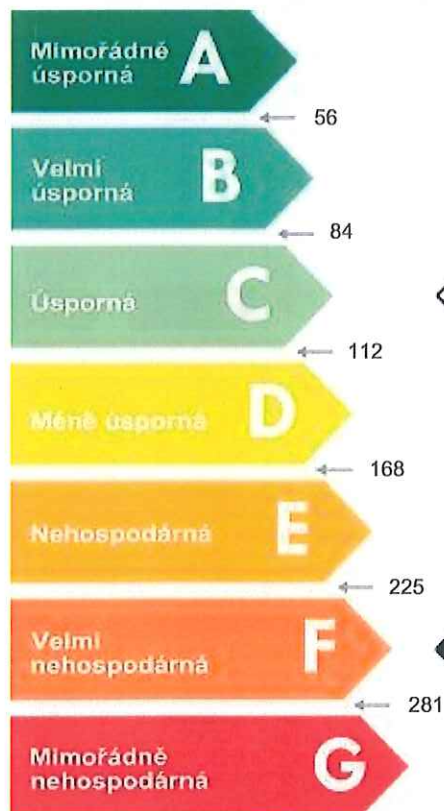 Mimořádně
úsporná A
56
Velmi
úsporná B
84
Úsporná C
112
Méně úsporná D
168
Nehospodárná E
225
Velmi
nehospodárná F
281
Mimořádně
nehospodárná G